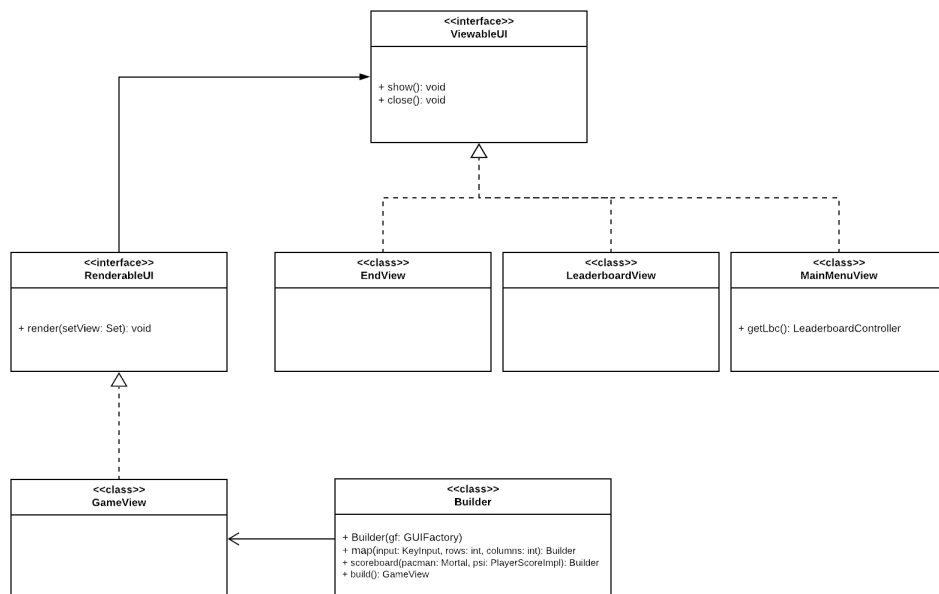 <<interface>>
ViewableUI
+ show(): void
+ close(): void
<<interface>>
RenderableUI
+ render(setView: Set): void
<<class>>
EndView
<<class>>
LeaderboardView
<<class>>
MainMenuView
+ getLbc(): LeaderboardController
<<class>>
GameView
<<class>>
Builder
+ Builder(gf: GUIFactory)
+ map(input: KeyInput, rows: int, columns: int): Builder
+ scoreboard(pacman: Mortal, psi: PlayerScoreImpl): Builder
+ build(): GameView